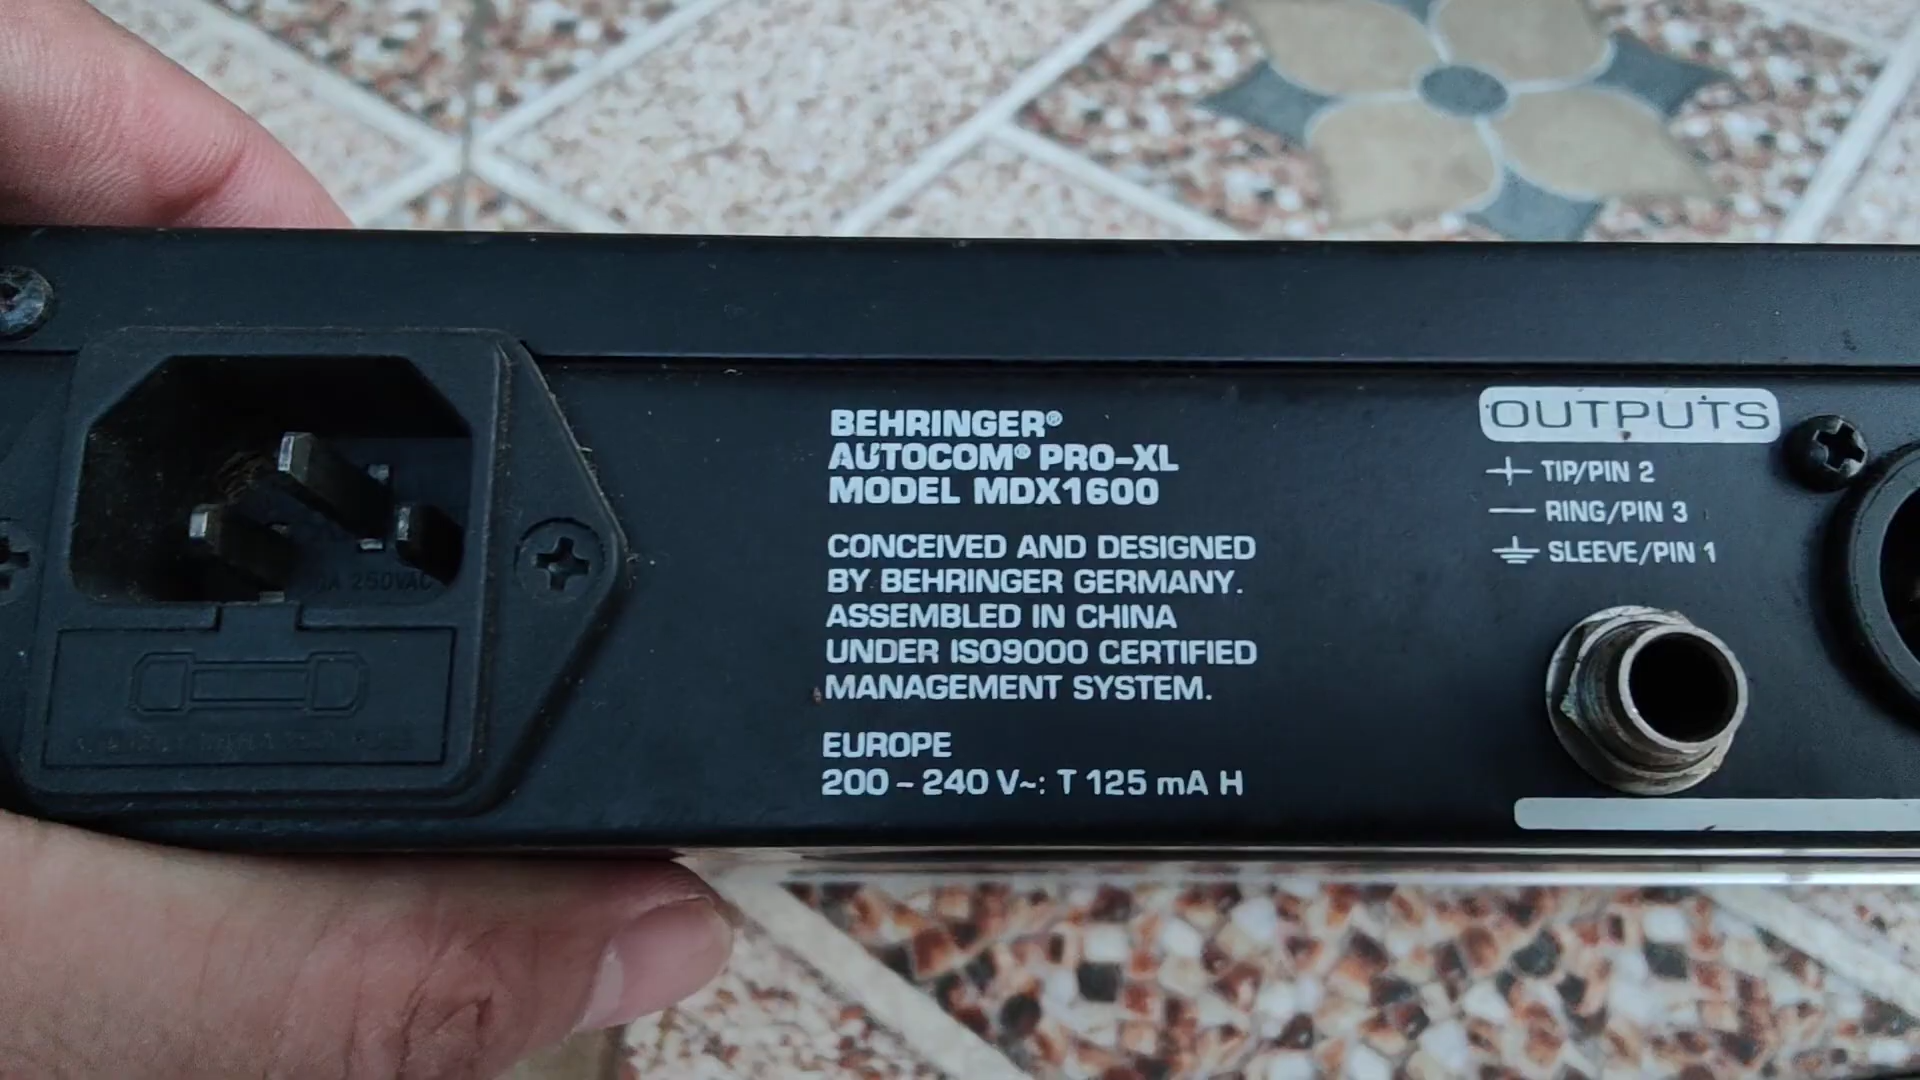 BEHRINGER®
AUTOCOM® PRO-XL
MODEL MDX1600
CONCEIVED AND DESIGNED
BY BEHRINGER GERMANY.
ASSEMBLED IN CHINA
UNDER ISO9000 CERTIFIED
MANAGEMENT SYSTEM.
EUROPE
200 – 240 V~: T 125 mA H
OUTPUTS
TIP/PIN 2
RING/PIN 3
SLEEVE/PIN 1
250VAC